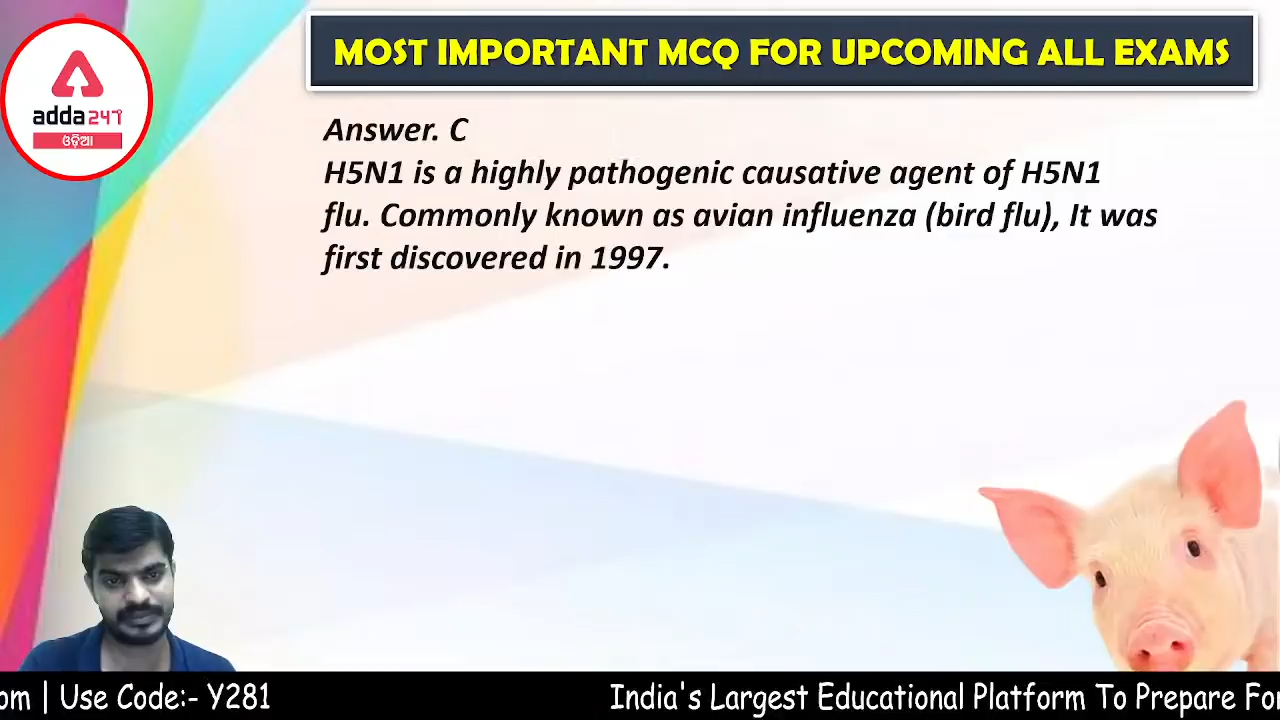 MOST IMPORTANT MCQ FOR UPCOMING ALL EXAMS
adda247
ଓଡ଼ିଆ
Answer. C
H5N1 is a highly pathogenic causative agent of H5N1
flu. Commonly known as avian influenza (bird flu), It was
first discovered in 1997.
om | Use Code:- Y281 India's Largest Educational Platform To Prepare For